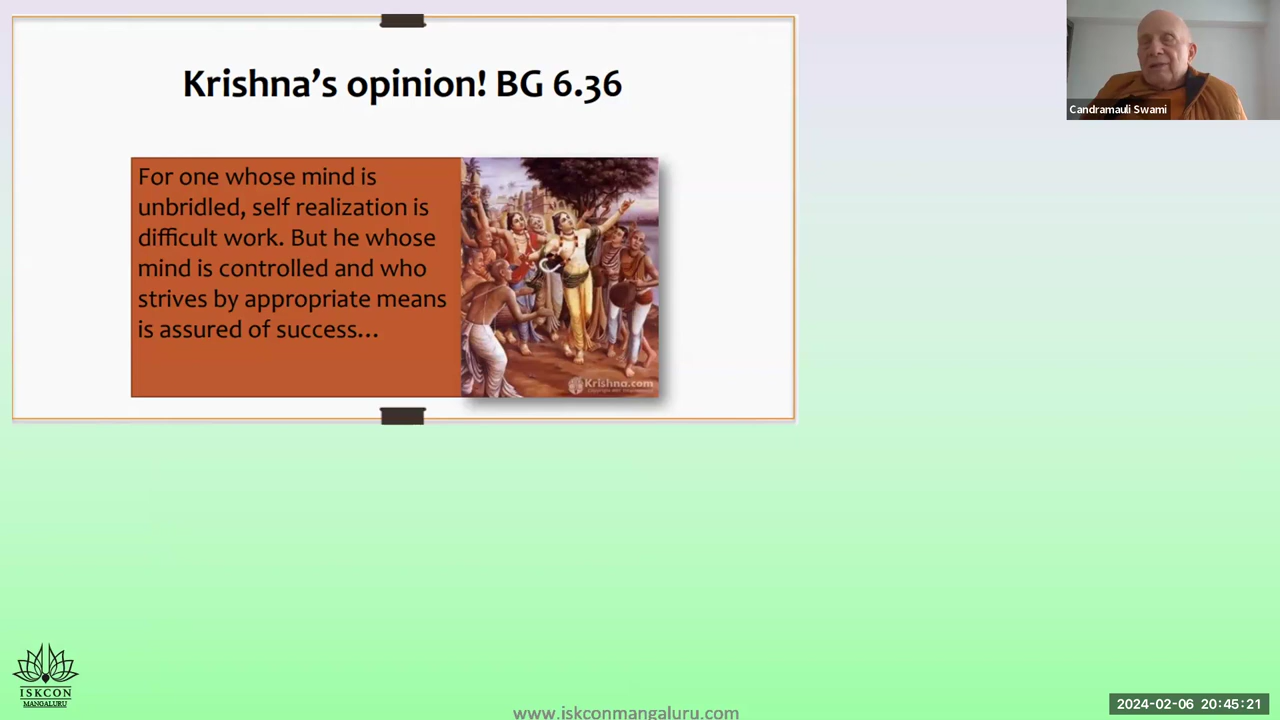 Krishna’s opinion! BG 6.36
For one whose mind is
unbridled, self realization is
difficult work. But he whose
mind is controlled and who
strives by appropriate means
is assured of success…
Krishna.com
Candramauli Swami
ISKCON
MANGALURU
www.iskconmangaluru.com
2024-02-06 20:45:21